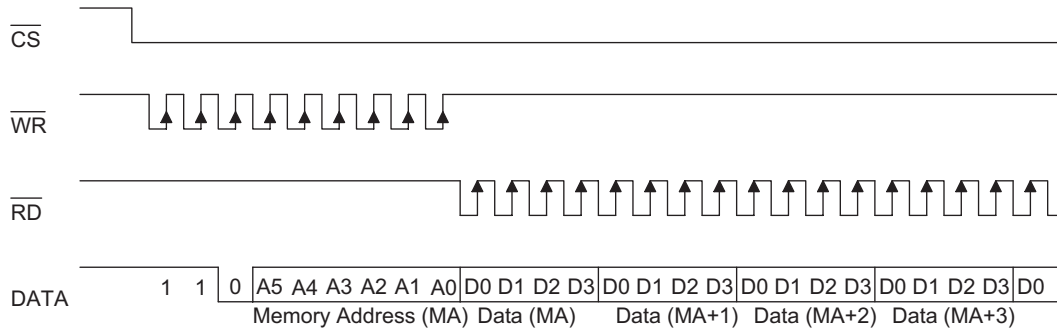 CS
WR
RD
DATA 1 1 0 A5 A4 A3 A2 A1 A0 D0 D1 D2 D3 D0 D1 D2 D3 D0 D1 D2 D3 D0 D1 D2 D3 D0
Memory Address (MA) Data (MA) Data (MA+1) Data (MA+2) Data (MA+3)